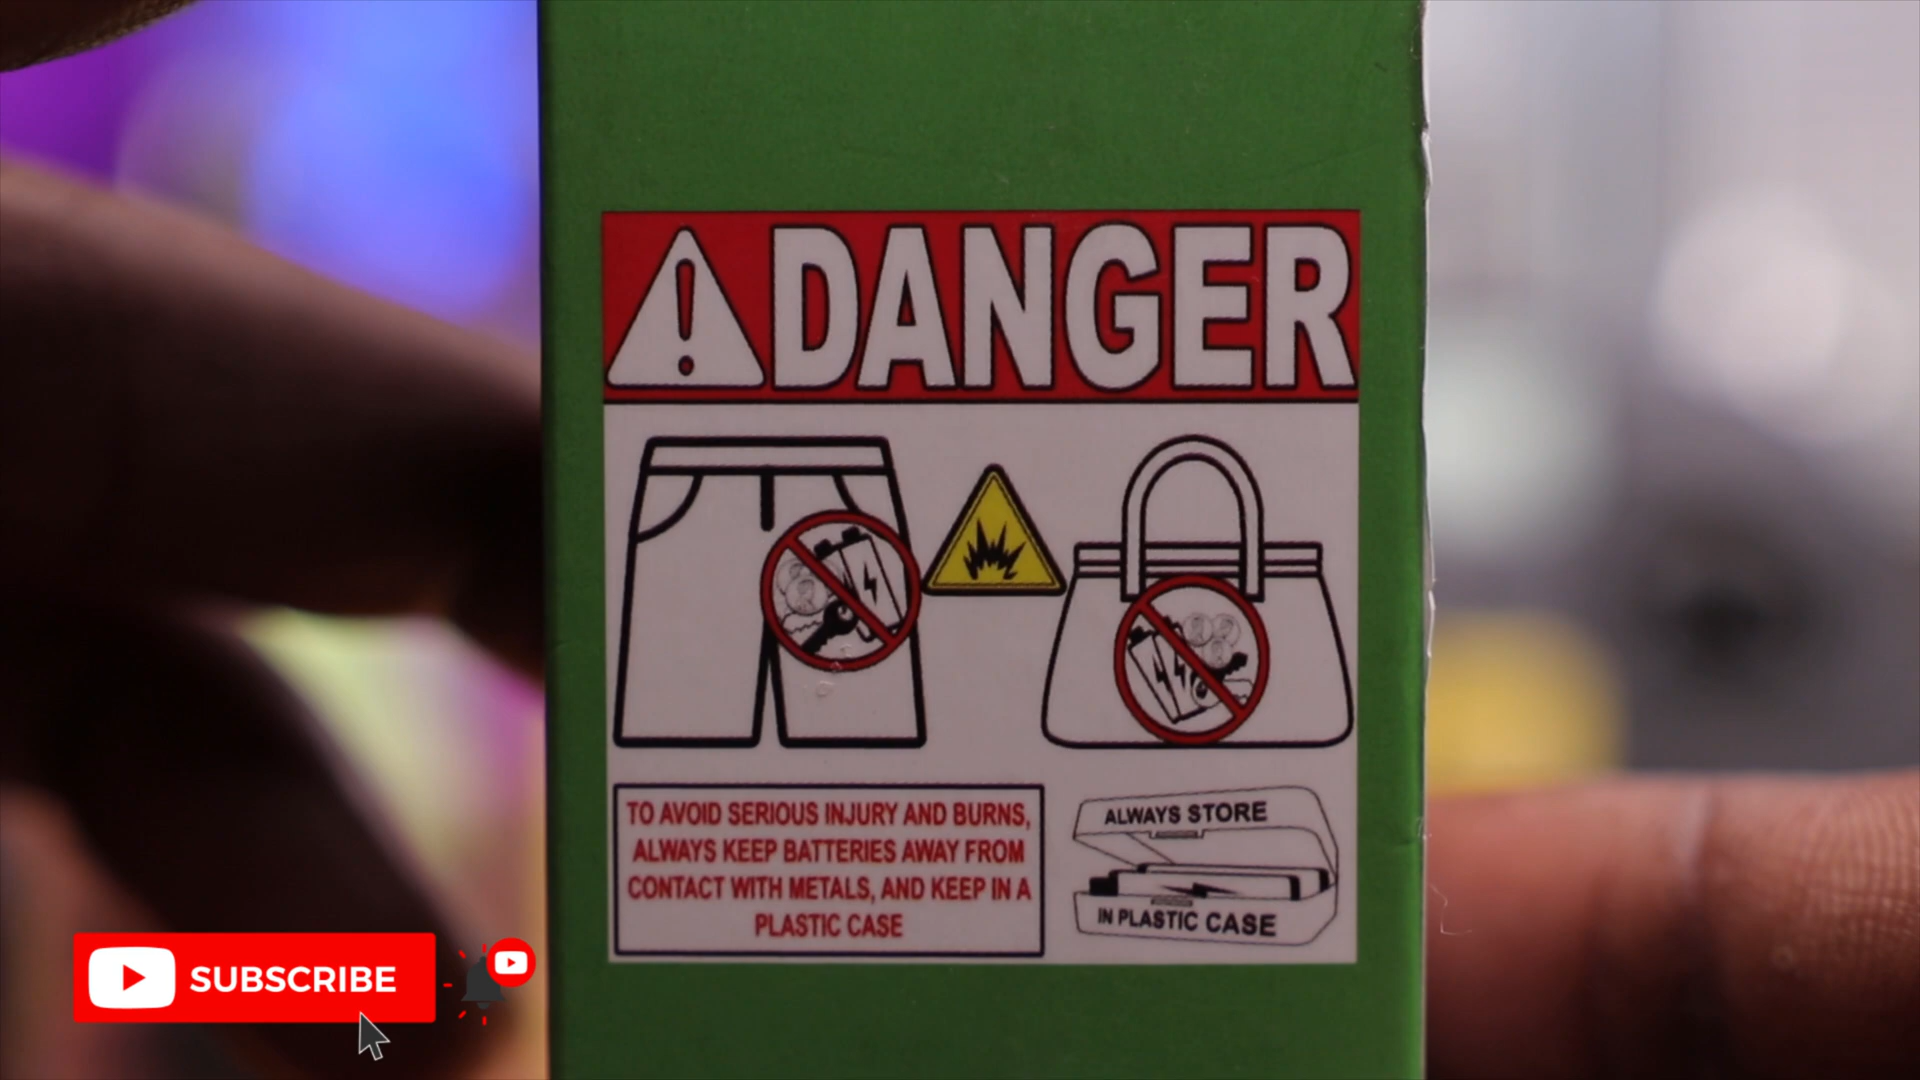 DANGER
TO AVOID SERIOUS INJURY AND BURNS,
ALWAYS KEEP BATTERIES AWAY FROM
CONTACT WITH METALS, AND KEEP IN A
PLASTIC CASE
ALWAYS STORE
IN PLASTIC CASE
SUBSCRIBE